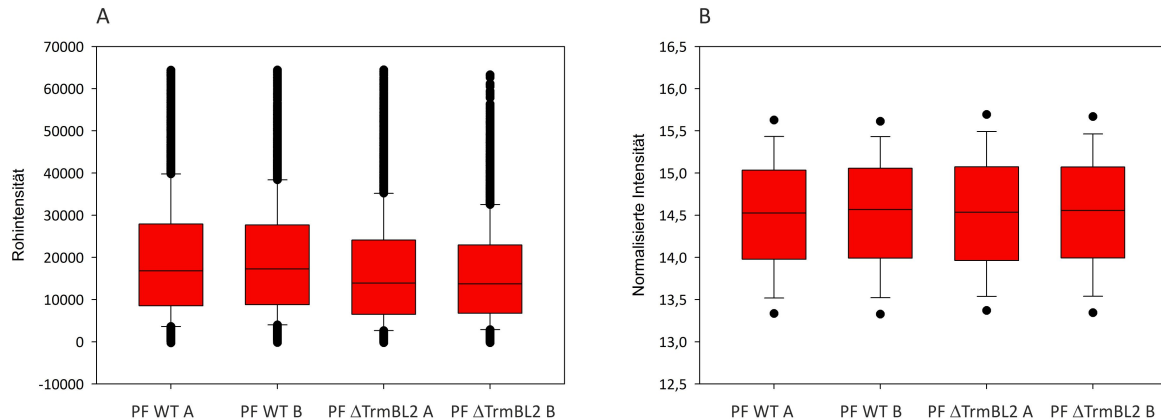 A
Rohintensität
70000
60000
50000
40000
30000
20000
10000
0
-10000
PF WT A
PF WT B
PF ΔTrmBL2 A
PF ΔTrmBL2 B
B
Normalisierte Intensität
16,5
16,0
15,5
15,0
14,5
14,0
13,5
13,0
12,5
PF WT A
PF WT B
PF ΔTrmBL2 A
PF ΔTrmBL2 B